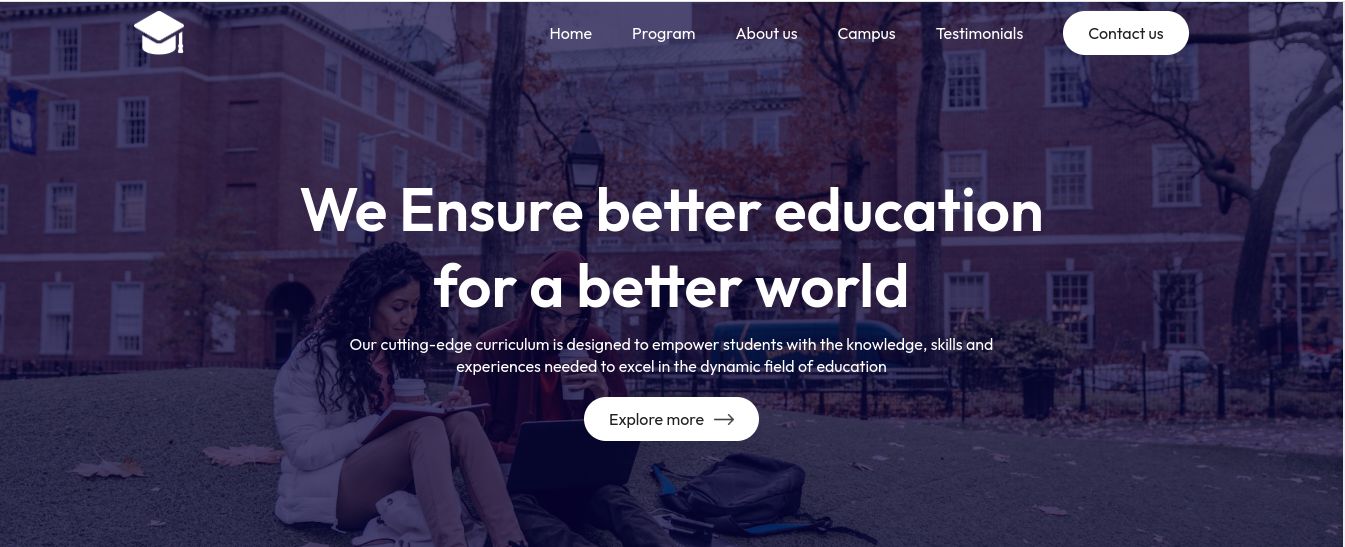 Home Program About us Campus Testimonials Contact us
We Ensure better education
for a better world
Our cutting-edge curriculum is designed to empower students with the knowledge, skills and
experiences needed to excel in the dynamic field of education
Explore more